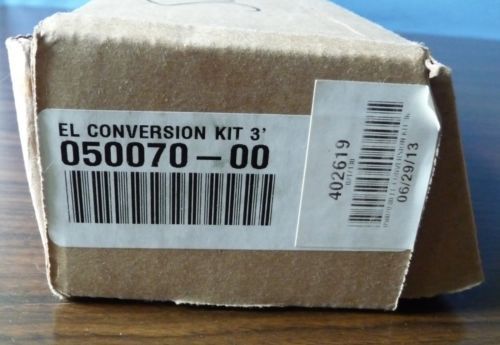 EL CONVERSION KIT 3'
050070-00
402619
06/29/13